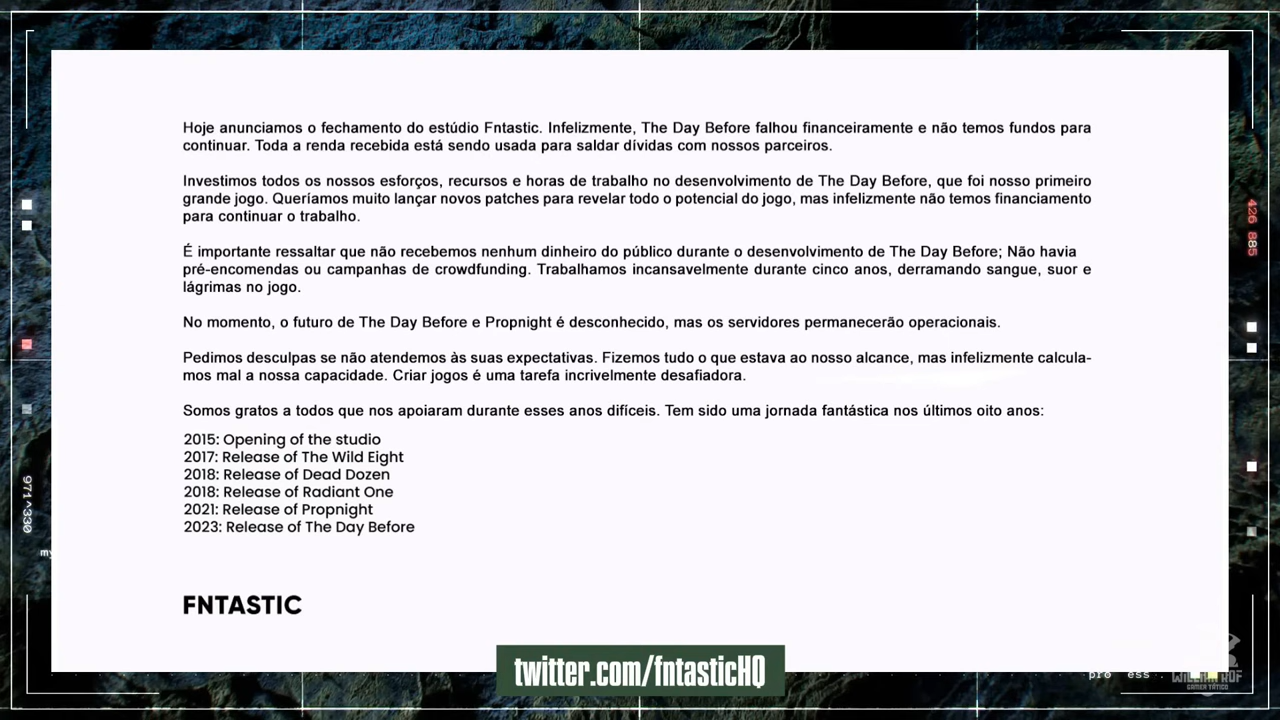 Hoje anunciamos o fechamento do estúdio Fntastic. Infelizmente, The Day Before falhou financeiramente e não temos fundos para
continuar. Toda a renda recebida está sendo usada para saldar dívidas com nossos parceiros.
Investimos todos os nossos esforços, recursos e horas de trabalho no desenvolvimento de The Day Before, que foi nosso primeiro
grande jogo. Queríamos muito lançar novos patches para revelar todo o potencial do jogo, mas infelizmente não temos financiamento
para continuar o trabalho.
É importante ressaltar que não recebemos nenhum dinheiro do público durante o desenvolvimento de The Day Before; Não havia
pré-encomendas ou campanhas de crowdfunding. Trabalhamos incansavelmente durante cinco anos, derramando sangue, suor e
lágrimas no jogo.
No momento, o futuro de The Day Before e Propnight é desconhecido, mas os servidores permanecerão operacionais.
Pedimos desculpas se não atendemos às suas expectativas. Fizemos tudo o que estava ao nosso alcance, mas infelizmente calcula-
mos mal a nossa capacidade. Criar jogos é uma tarefa incrivelmente desafiadora.
Somos gratos a todos que nos apoiaram durante esses anos difíceis. Tem sido uma jornada fantástica nos últimos oito anos:
2015: Opening of the studio
2017: Release of The Wild Eight
2018: Release of Dead Dozen
2018: Release of Radiant One
2021: Release of Propnight
2023: Release of The Day Before
FNTASTIC
twitter.com/fntasticHQ
426 885
971^330
my
GAMER TÁTICO